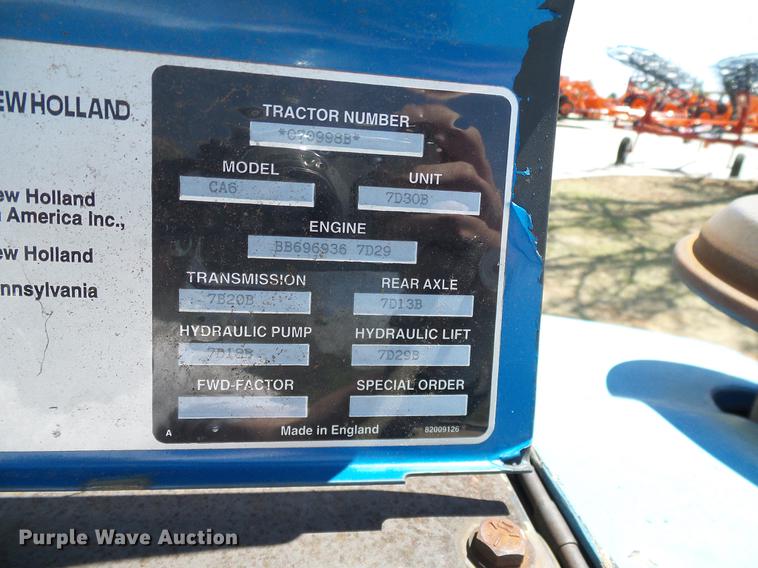 EW HOLLAND
ew Holland
America Inc.,
ew Holland
nnsylvania
TRACTOR NUMBER
*070998B*
MODEL
UNIT
CA6
7D30B
ENGINE
BB696936 7D29
TRANSMISSION
REAR AXLE
7B20B
7D13B
HYDRAULIC PUMP
HYDRAULIC LIFT
7D18B
7D29B
FWD-FACTOR
SPECIAL ORDER
A
Made in England
82009126
Purple Wave Auction